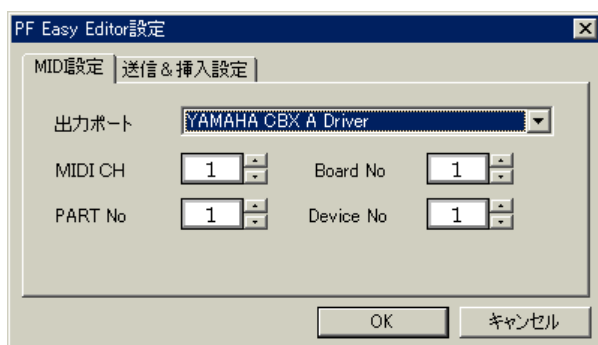 PF Easy Editor設定
MIDI設定 送信＆挿入設定
出力ポート YAMAHA CBX A Driver
MIDI CH 1 Board No 1
PART No 1 Device No 1
OK キャンセル